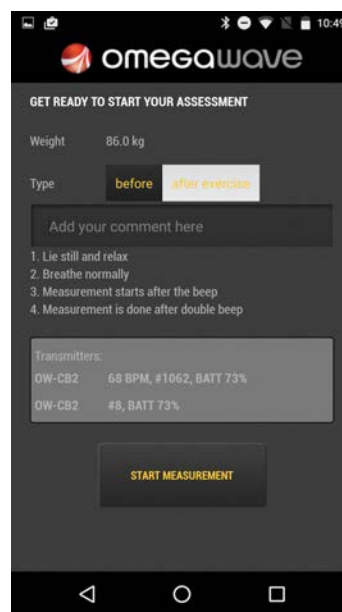 10:49
omegawave
GET READY TO START YOUR ASSESSMENT
Weight 86.0 kg
Type before after exercise
Add your comment here
1. Lie still and relax
2. Breathe normally
3. Measurement starts after the beep
4. Measurement is done after double beep
Transmitters:
OW-CB2 68 BPM, #1062, BATT 73%
OW-CB2 #8, BATT 73%
START MEASUREMENT